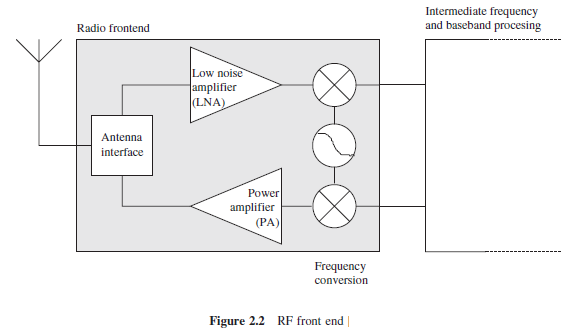 Intermediate frequency
and baseband procesing
Radio frontend
Low noise
amplifier
(LNA)
Antenna
interface
Power
amplifier
(PA)
Frequency
conversion
Figure 2.2 RF front end